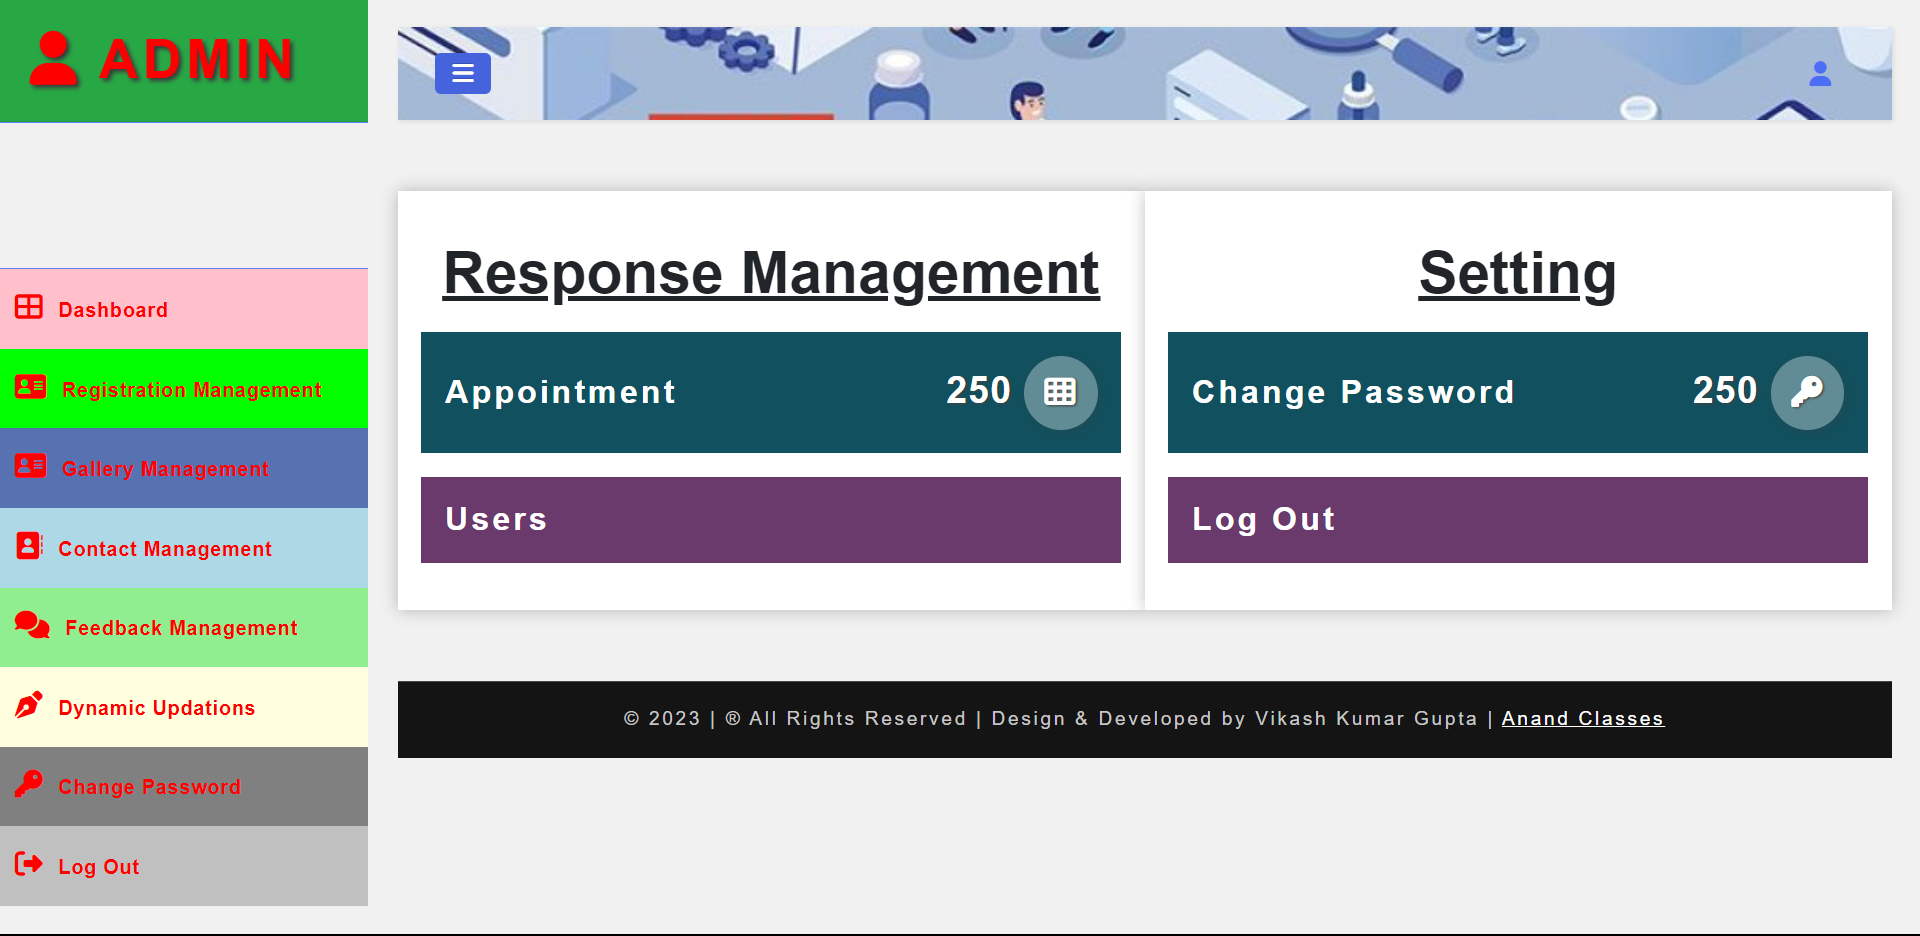 ADMIN
Dashboard
Registration Management
Gallery Management
Contact Management
Feedback Management
Dynamic Updations
Change Password
Log Out
Response Management
Appointment 250
Users
Setting
Change Password 250
Log Out
© 2023 | ® All Rights Reserved | Design & Developed by Vikash Kumar Gupta | Anand Classes